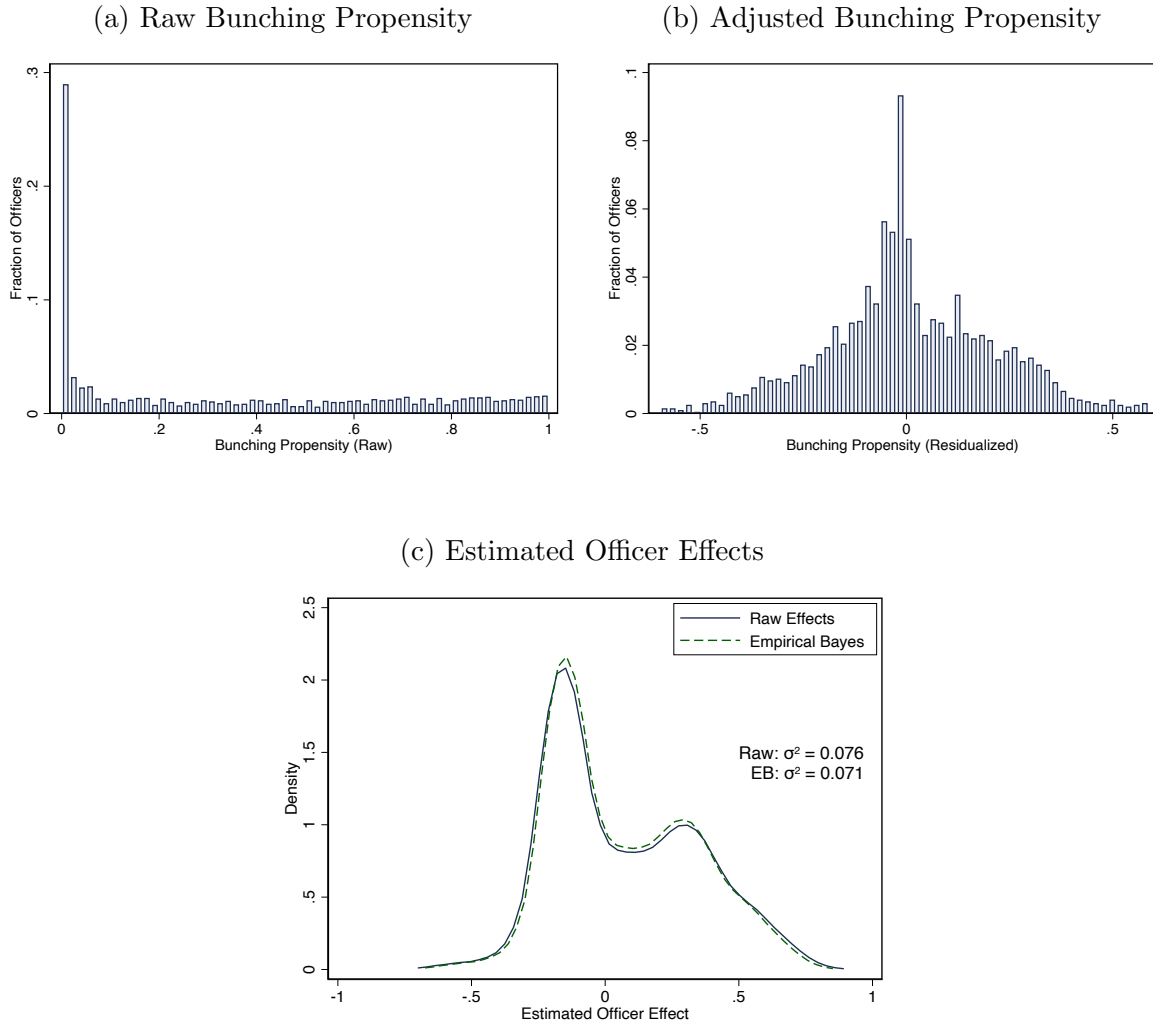 (a) Raw Bunching Propensity
.3
.2
.1
0
Fraction of Officers
0 .2 .4 .6 .8 1
Bunching Propensity (Raw)
(b) Adjusted Bunching Propensity
.1
.08
.06
.04
.02
0
Fraction of Officers
-.5 0 .5
Bunching Propensity (Residualized)
(c) Estimated Officer Effects
2.5
2
1.5
1
.5
0
Density
Raw Effects
Empirical Bayes
Raw: σ² = 0.076
EB: σ² = 0.071
-1 -.5 0 .5 1
Estimated Officer Effect